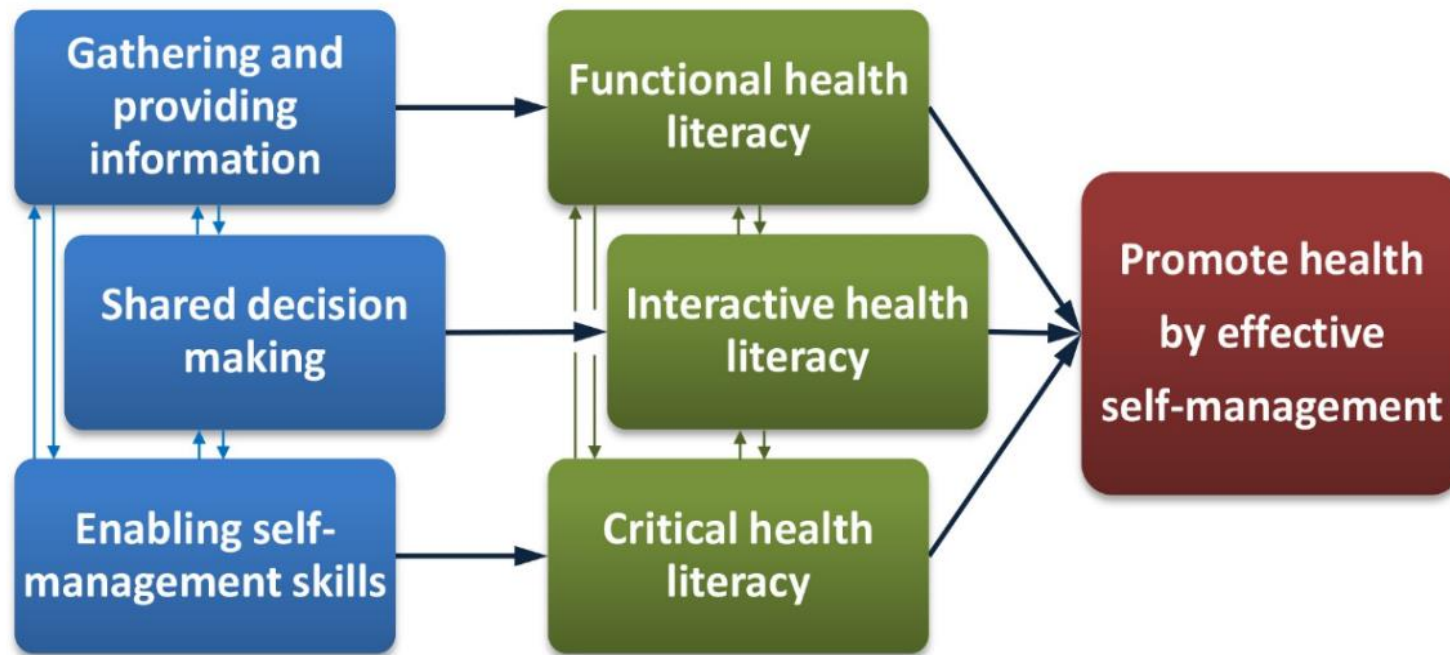 Gathering and
providing
information
Functional health
literacy
Shared decision
making
Interactive health
literacy
Promote health
by effective
self-management
Enabling self-
management skills
Critical health
literacy